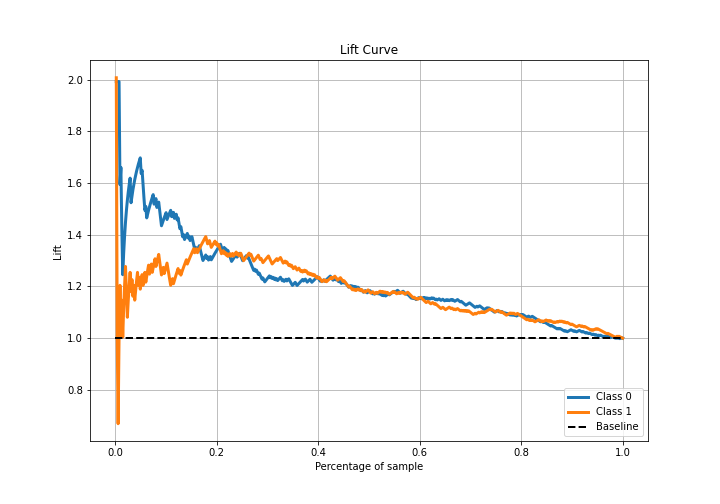 Lift Curve
Lift
2.0
1.8
1.6
1.4
1.2
1.0
0.8
0.0 0.2 0.4 0.6 0.8 1.0
Percentage of sample
Class 0
Class 1
Baseline